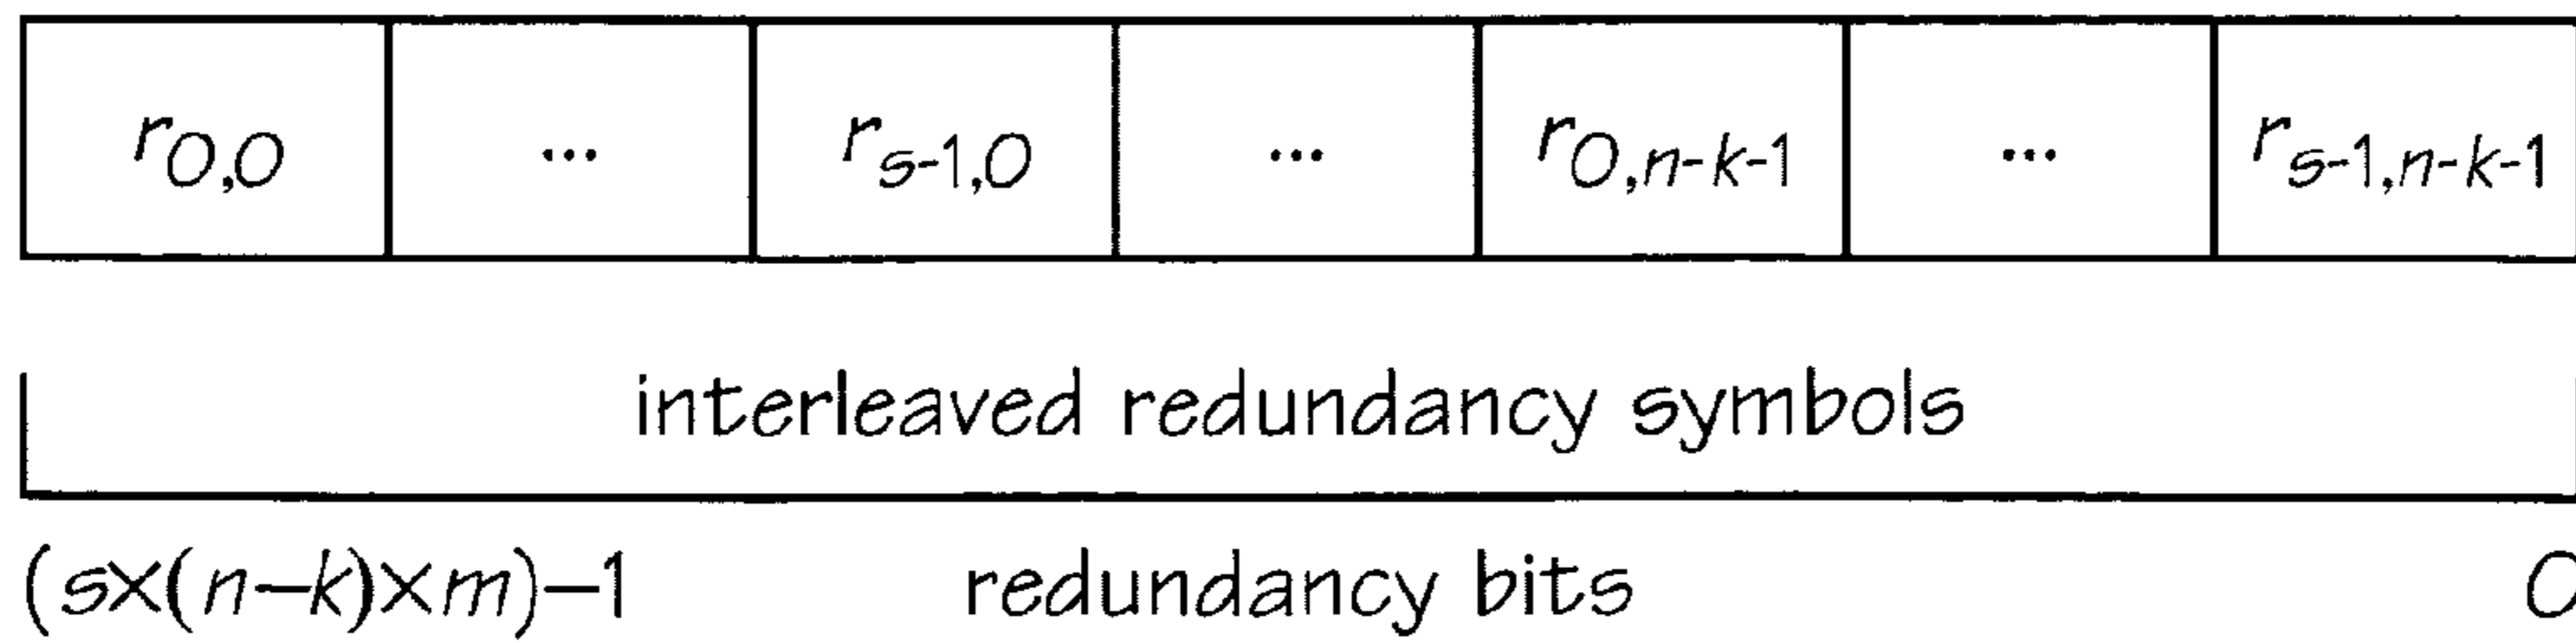 r0,0 ... rs-1,0 ... r0,n-k-1 ... rs-1,n-k-1
interleaved redundancy symbols
(s×(n–k)×m)–1 redundancy bits 0